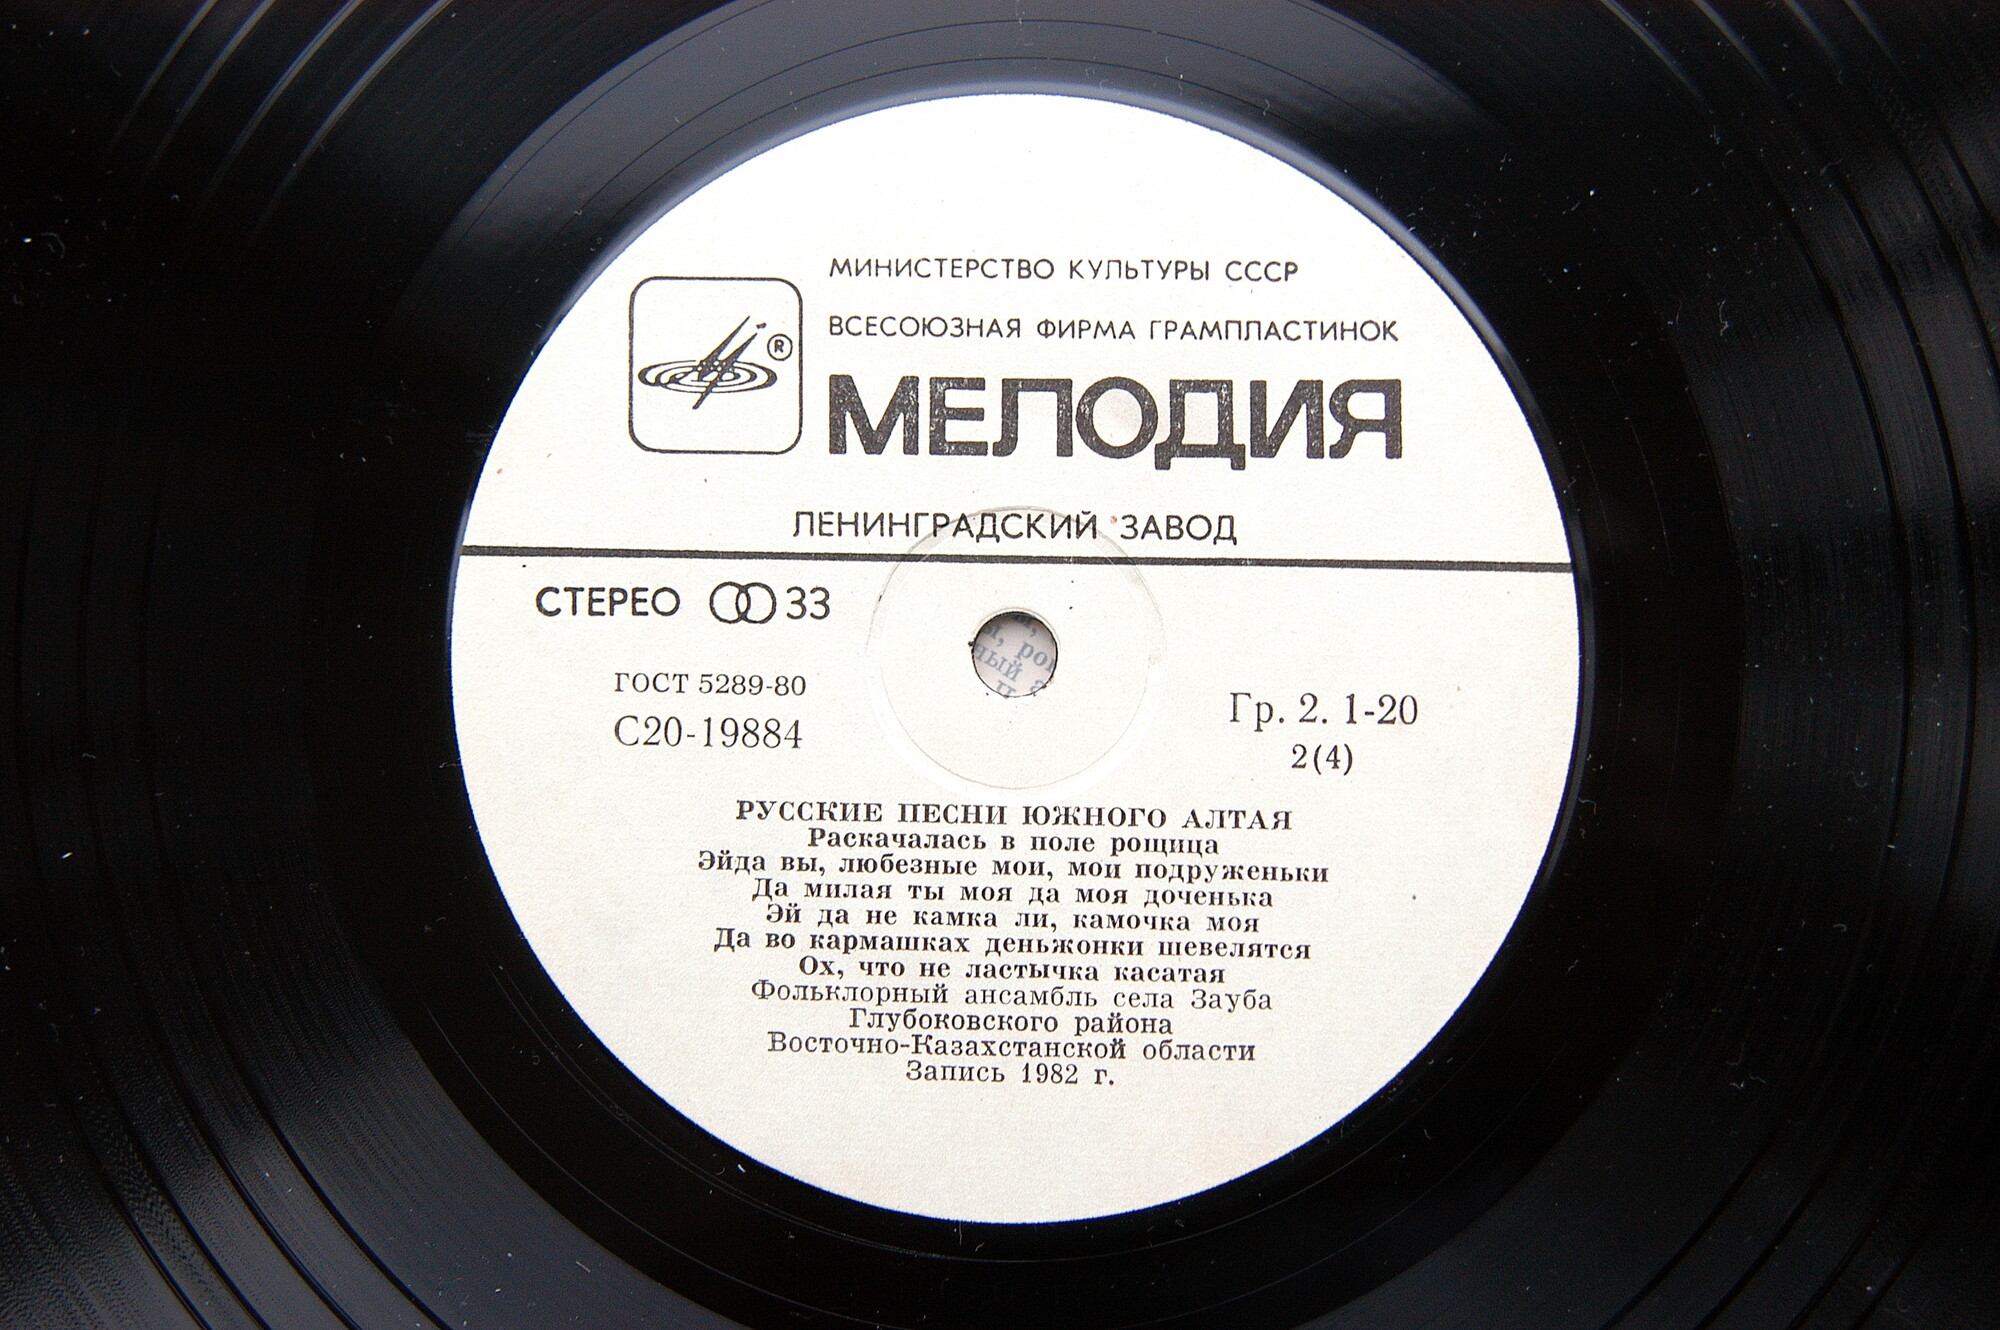 МИНИСТЕРСТВО КУЛЬТУРЫ СССР
ВСЕСОЮЗНАЯ ФИРМА ГРАМПЛАСТИНОК
®
МЕЛОДИЯ
ЛЕНИНГРАДСКИЙ ЗАВОД
СТЕРЕО 33
ГОСТ 5289-80
С20-19884
Гр. 2. 1-20
2(4)
РУССКИЕ ПЕСНИ ЮЖНОГО АЛТАЯ
Раскачалась в поле рощица
Эйда вы, любезные мои, мои подруженьки
Да милая ты моя да моя доченька
Эй да не камка ли, камочка моя
Да во кармашках деньжонки шевелятся
Ох, что не ластычка касатая
Фольклорный ансамбль села Зауба
Глубоковского района
Восточно-Казахстанской области
Запись 1982 г.